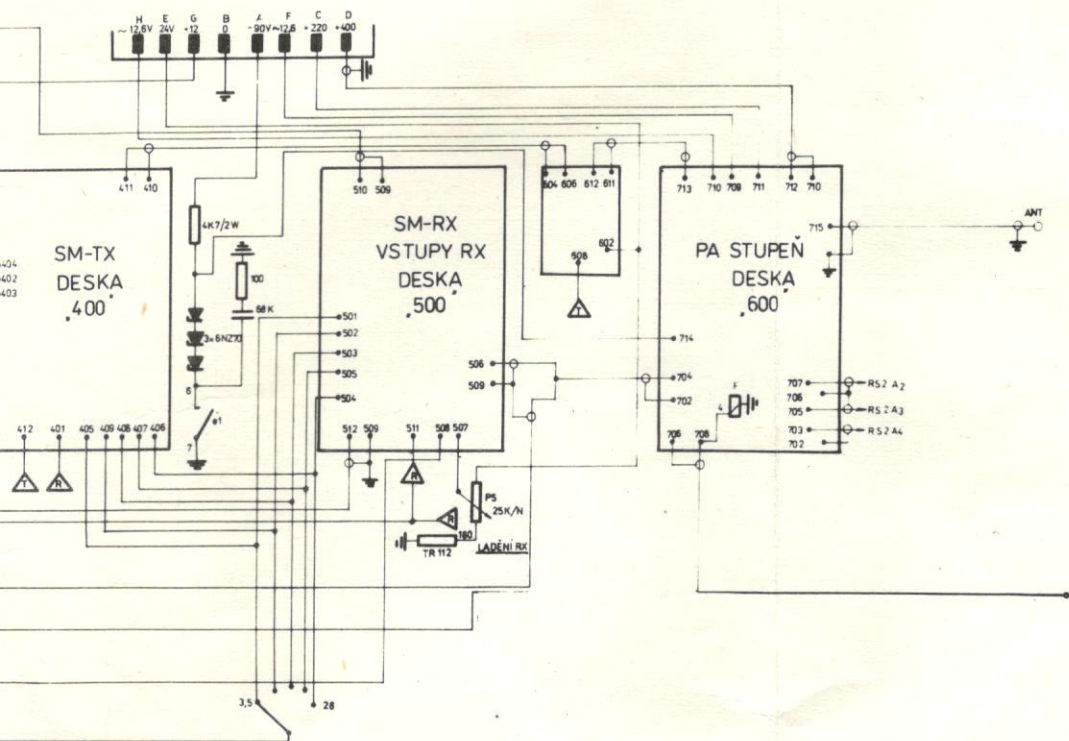 H E G B A F C D
~12,6V 24V +12 0 -90V ~12,6 +220 +400
411 410
510 509
604 606 612 611
713 710 709 711 712 710
4K7/2W
SM-TX
DESKA
„400"
404
402
403
100
68K
3×6NZ70
6
7
SM-RX
VSTUPY RX
DESKA
„500"
501
502
503
505
504
506
509
602
608
T
PA STUPEŇ
DESKA
„600"
715
ANT
714
704
702
F
4
707
706
705
703
702
RS2 A2
RS2 A3
RS2 A4
706 708
412 401 405 409 408 407 406
T R
512 509 511 508 507
R
R
P5
25K/N
160
TR 112
LADĚNÍ RX
3,5
28